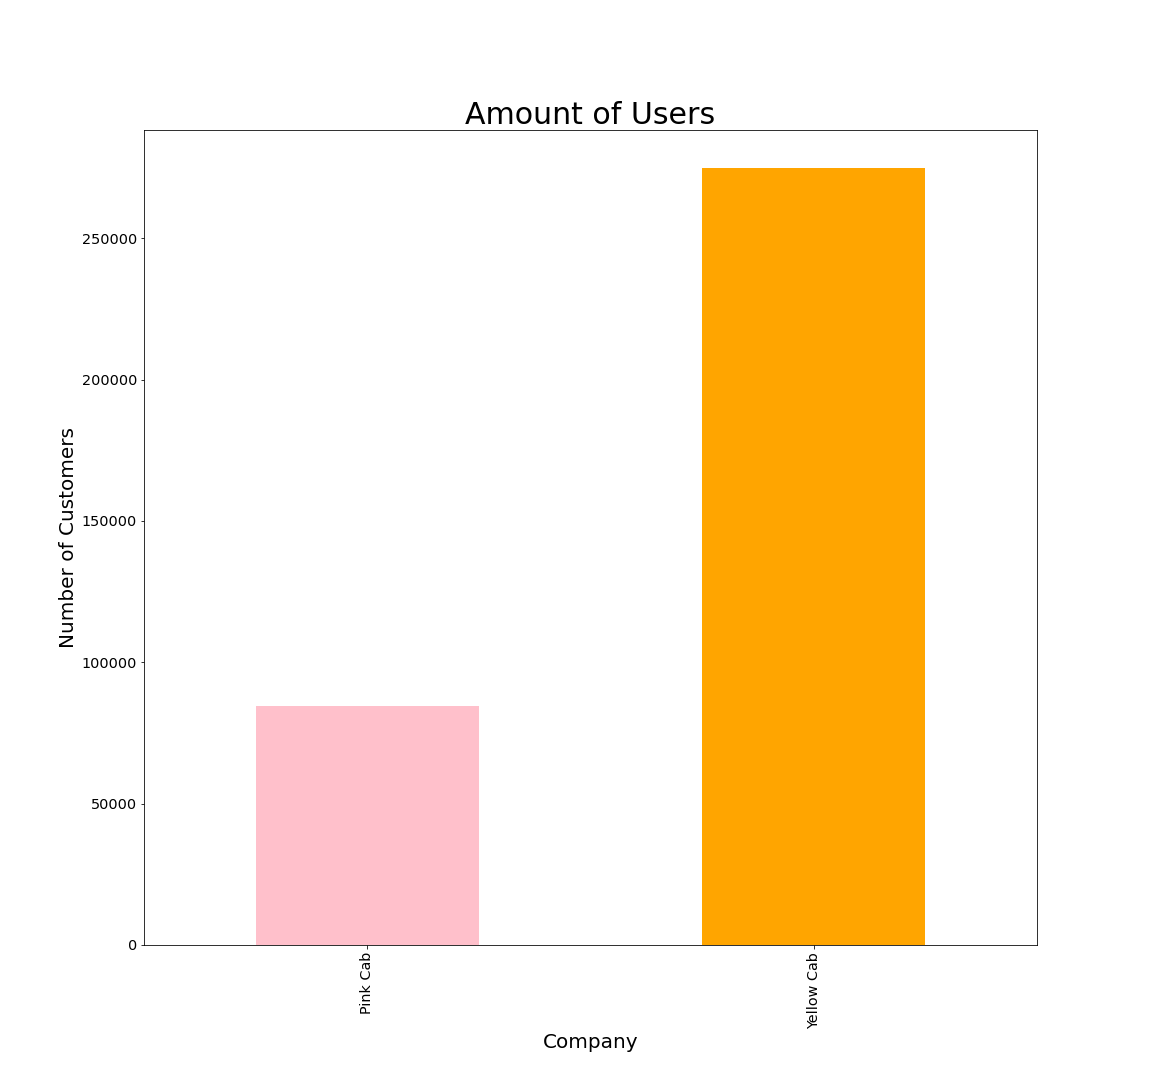 Amount of Users
Number of Customers
250000
200000
150000
100000
50000
0
Pink Cab
Yellow Cab
Company